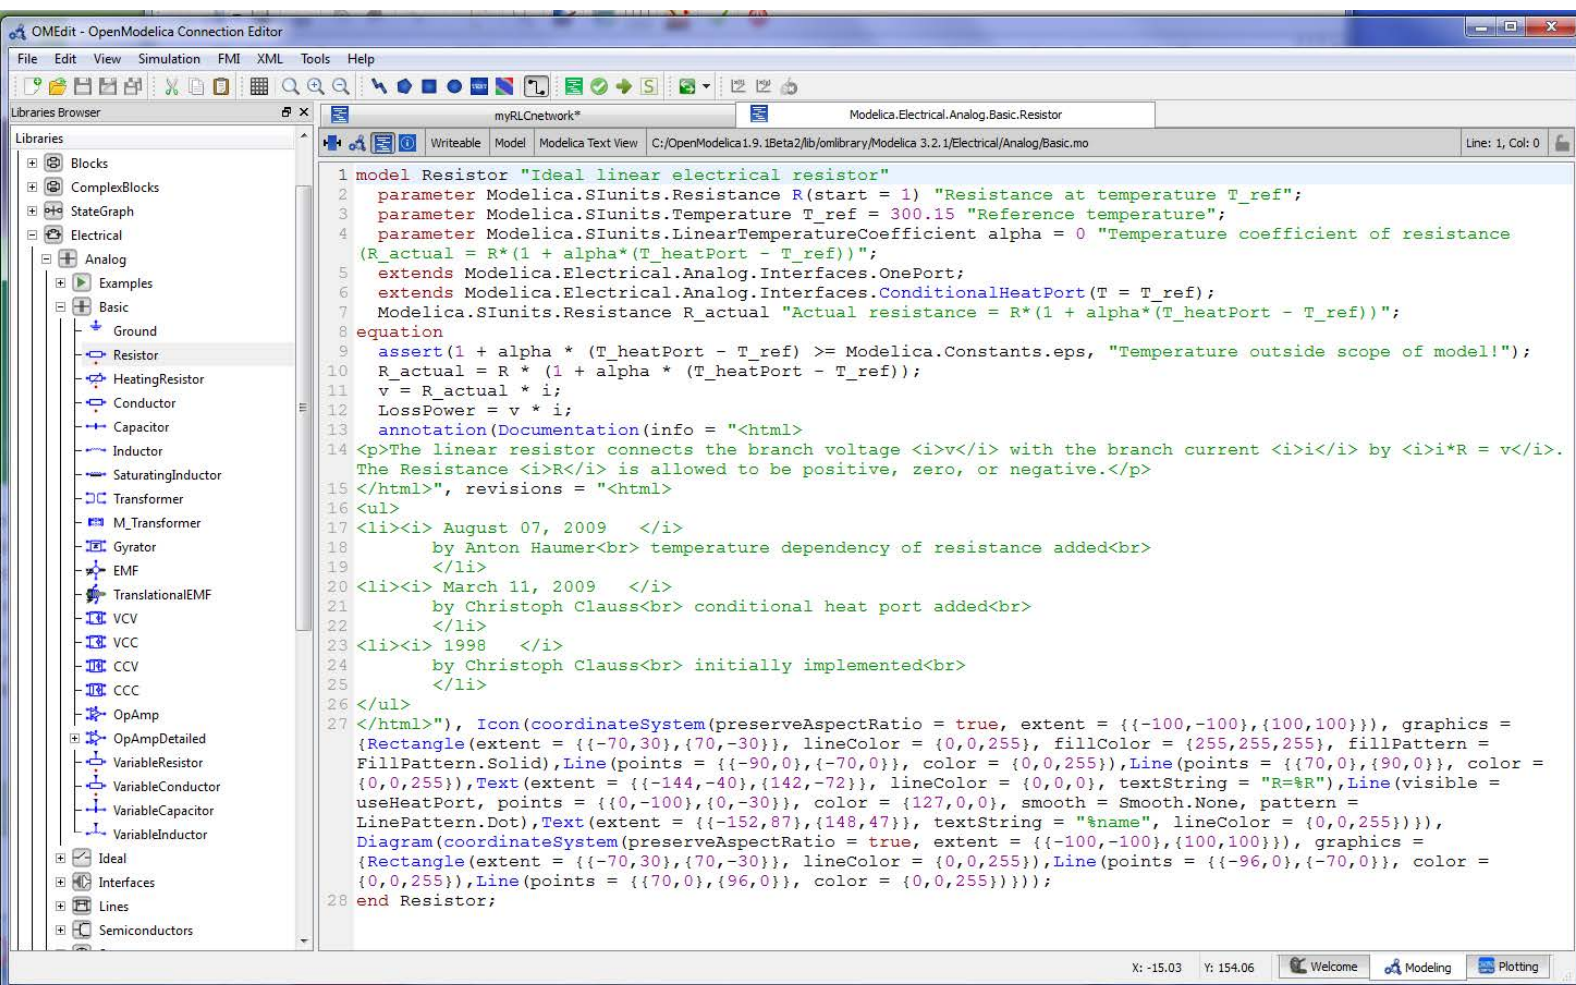 OMEdit - OpenModelica Connection Editor
File Edit View Simulation FMI XML Tools Help
Libraries Browser
myRLCnetwork*
Modelica.Electrical.Analog.Basic.Resistor
Libraries
Writeable Model Modelica Text View C:/OpenModelica1.9.1Beta2/lib/omlibrary/Modelica 3.2.1/Electrical/Analog/Basic.mo Line: 1, Col: 0
Blocks
ComplexBlocks
StateGraph
Electrical
Analog
Examples
Basic
Ground
Resistor
HeatingResistor
Conductor
Capacitor
Inductor
SaturatingInductor
Transformer
M_Transformer
Gyrator
EMF
TranslationalEMF
VCV
VCC
CCV
CCC
OpAmp
OpAmpDetailed
VariableResistor
VariableConductor
VariableCapacitor
VariableInductor
Ideal
Interfaces
Lines
Semiconductors
1 model Resistor "Ideal linear electrical resistor"
2 parameter Modelica.SIunits.Resistance R(start = 1) "Resistance at temperature T_ref";
3 parameter Modelica.SIunits.Temperature T_ref = 300.15 "Reference temperature";
4 parameter Modelica.SIunits.LinearTemperatureCoefficient alpha = 0 "Temperature coefficient of resistance
(R_actual = R*(1 + alpha*(T_heatPort - T_ref))";
5 extends Modelica.Electrical.Analog.Interfaces.OnePort;
6 extends Modelica.Electrical.Analog.Interfaces.ConditionalHeatPort(T = T_ref);
7 Modelica.SIunits.Resistance R_actual "Actual resistance = R*(1 + alpha*(T_heatPort - T_ref))";
8 equation
9 assert(1 + alpha * (T_heatPort - T_ref) >= Modelica.Constants.eps, "Temperature outside scope of model!");
10 R_actual = R * (1 + alpha * (T_heatPort - T_ref));
11 v = R_actual * i;
12 LossPower = v * i;
13 annotation(Documentation(info = "<html>
14 <p>The linear resistor connects the branch voltage <i>v</i> with the branch current <i>i</i> by <i>i*R = v</i>.
The Resistance <i>R</i> is allowed to be positive, zero, or negative.</p>
15 </html>", revisions = "<html>
16 <ul>
17 <li><i> August 07, 2009 </i>
18 by Anton Haumer<br> temperature dependency of resistance added<br>
19 </li>
20 <li><i> March 11, 2009 </i>
21 by Christoph Clauss<br> conditional heat port added<br>
22 </li>
23 <li><i> 1998 </i>
24 by Christoph Clauss<br> initially implemented<br>
25 </li>
26 </ul>
27 </html>"), Icon(coordinateSystem(preserveAspectRatio = true, extent = {{-100,-100},{100,100}}), graphics =
{Rectangle(extent = {{-70,30},{70,-30}}, lineColor = {0,0,255}, fillColor = {255,255,255}, fillPattern =
FillPattern.Solid),Line(points = {{-90,0},{-70,0}}, color = {0,0,255}),Line(points = {{70,0},{90,0}}, color =
{0,0,255}),Text(extent = {{-144,-40},{142,-72}}, lineColor = {0,0,0}, textString = "R=%R"),Line(visible =
useHeatPort, points = {{0,-100},{0,-30}}, color = {127,0,0}, smooth = Smooth.None, pattern =
LinePattern.Dot),Text(extent = {{-152,87},{148,47}}, textString = "%name", lineColor = {0,0,255})}),
Diagram(coordinateSystem(preserveAspectRatio = true, extent = {{-100,-100},{100,100}}), graphics =
{Rectangle(extent = {{-70,30},{70,-30}}, lineColor = {0,0,255}),Line(points = {{-96,0},{-70,0}}, color =
{0,0,255}),Line(points = {{70,0},{96,0}}, color = {0,0,255})}));
28 end Resistor;
X: -15.03 Y: 154.06 Welcome Modeling Plotting